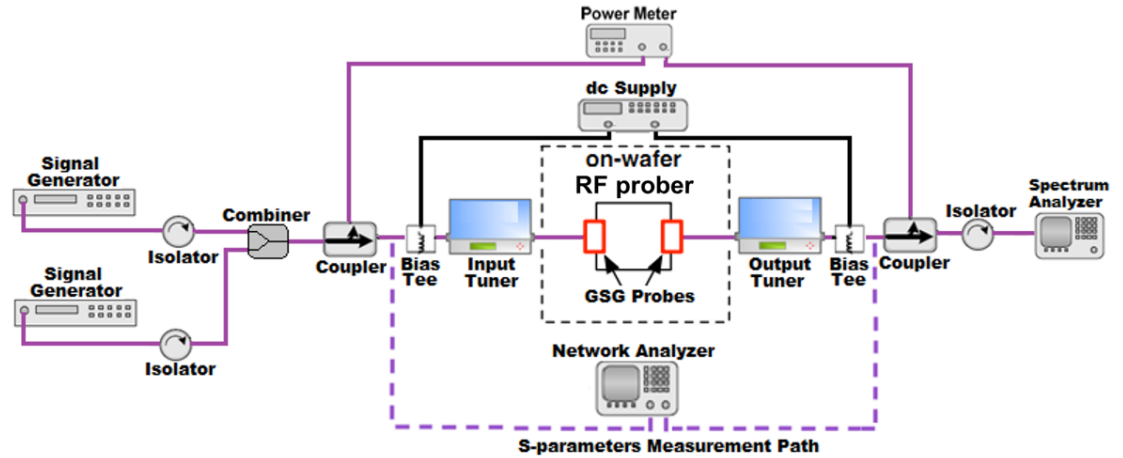 Power Meter
dc Supply
on-wafer
RF prober
Signal
Generator
Isolator
Combiner
Coupler
Bias
Tee
Input
Tuner
GSG Probes
Output
Tuner
Bias
Tee
Coupler
Isolator
Spectrum
Analyzer
Signal
Generator
Isolator
Network Analyzer
S-parameters Measurement Path